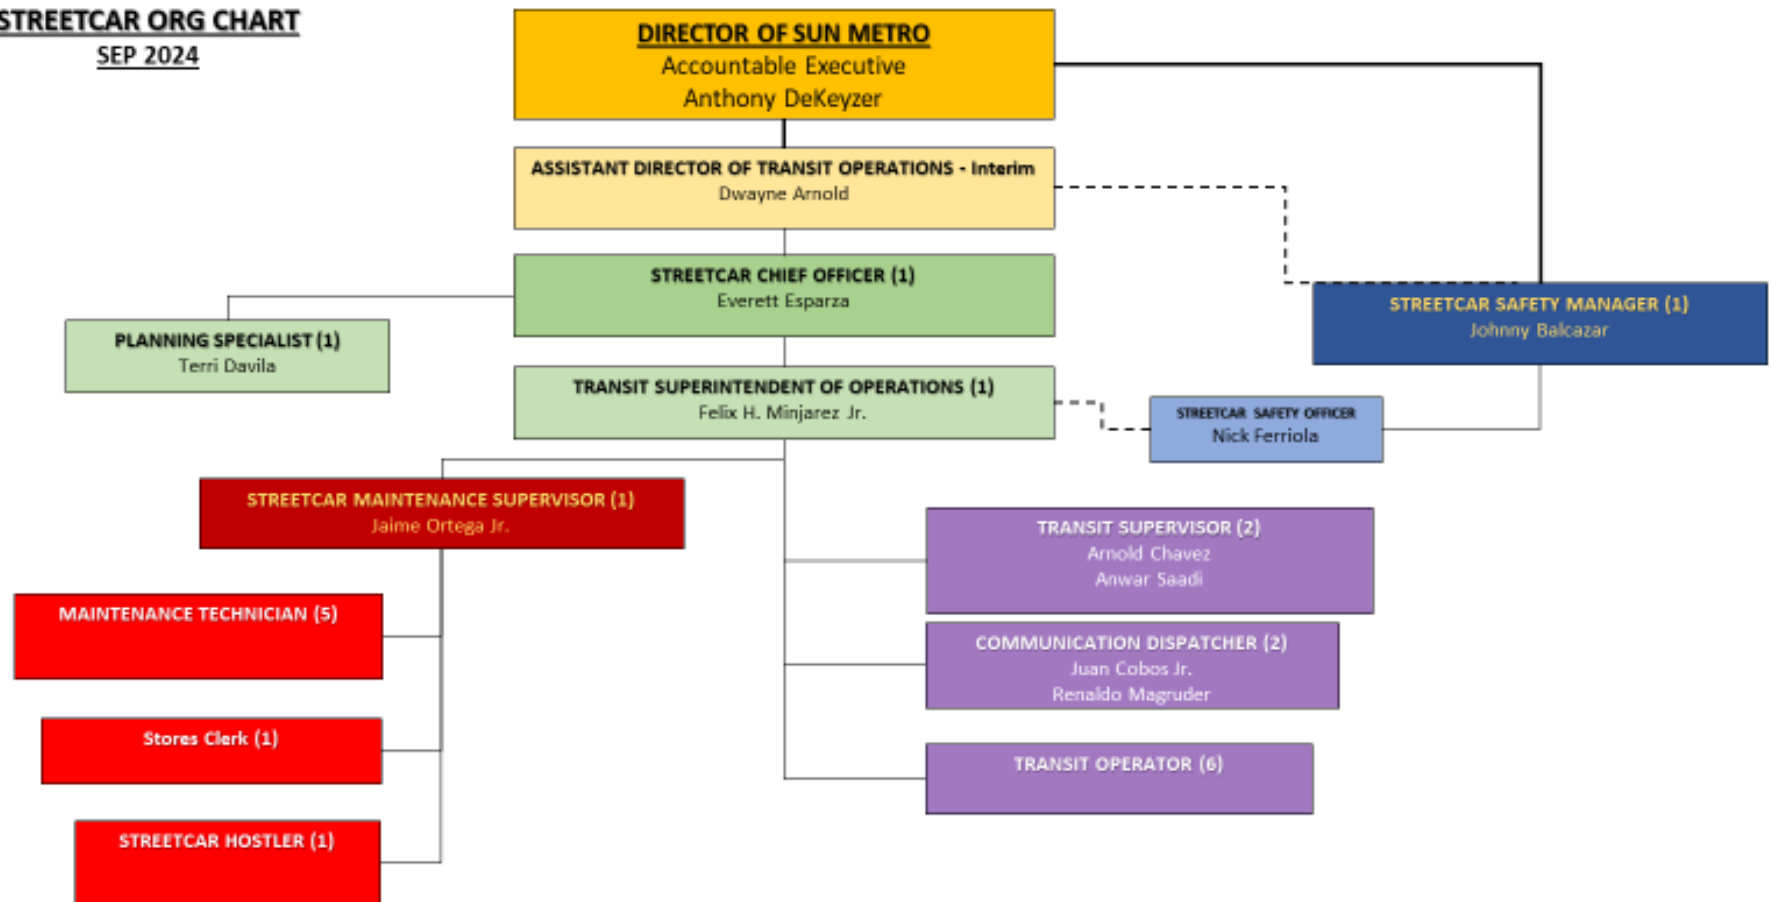 STREETCAR ORG CHART
SEP 2024
DIRECTOR OF SUN METRO
Accountable Executive
Anthony DeKeyzer
ASSISTANT DIRECTOR OF TRANSIT OPERATIONS - Interim
Dwayne Arnold
STREETCAR CHIEF OFFICER (1)
Everett Esparza
STREETCAR SAFETY MANAGER (1)
Johnny Balcazar
PLANNING SPECIALIST (1)
Terri Davila
TRANSIT SUPERINTENDENT OF OPERATIONS (1)
Felix H. Minjarez Jr.
STREETCAR SAFETY OFFICER
Nick Ferriola
STREETCAR MAINTENANCE SUPERVISOR (1)
Jaime Ortega Jr.
TRANSIT SUPERVISOR (2)
Arnold Chavez
Anwar Saadi
MAINTENANCE TECHNICIAN (5)
COMMUNICATION DISPATCHER (2)
Juan Cobos Jr.
Renaldo Magruder
Stores Clerk (1)
TRANSIT OPERATOR (6)
STREETCAR HOSTLER (1)